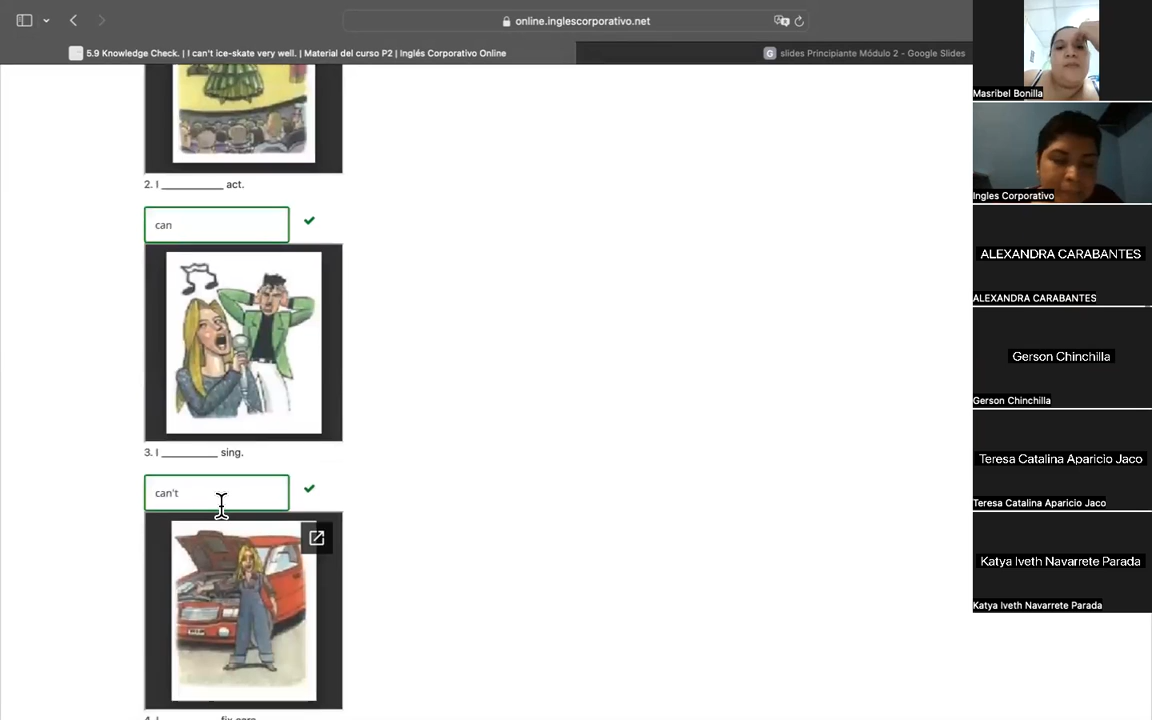 online.inglescorporativo.net
5.9 Knowledge Check. | I can't ice-skate very well. | Material del curso P2 | Inglés Corporativo Online
slides Principiante Módulo 2 - Google Slides
2. I __________ act.
can
3. I __________ sing.
can't
Masribel Bonilla
Ingles Corporativo
ALEXANDRA CARABANTES
ALEXANDRA CARABANTES
Gerson Chinchilla
Gerson Chinchilla
Teresa Catalina Aparicio Jaco
Teresa Catalina Aparicio Jaco
Katya Iveth Navarrete Parada
Katya Iveth Navarrete Parada